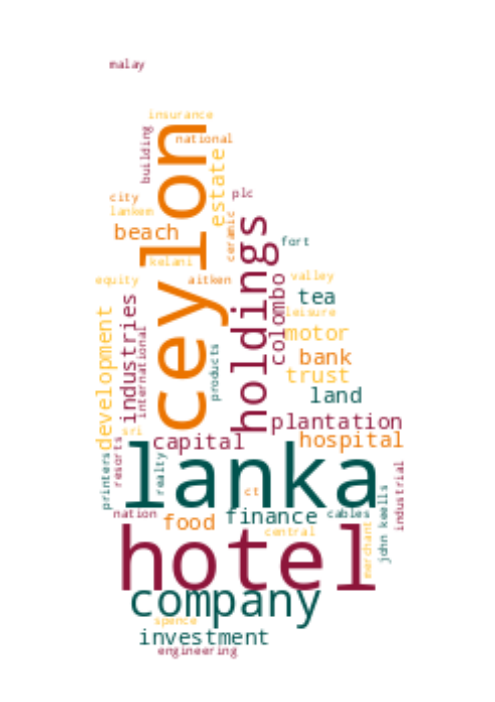 malay
insurance
national
building
ceylon
estate
city
plc
lankem
beach
ceramic
holdings
fort
kelani
equity
aitken
valley
colombo
tea
leisure
development
industries
international
motor
products
bank
trust
land
plantation
sri
capital
hospital
resorts
printers
realty
lanka
industrial
john keells
ct
nation
food
finance
cables
central
merchant
hotel
company
spence
investment
engineering